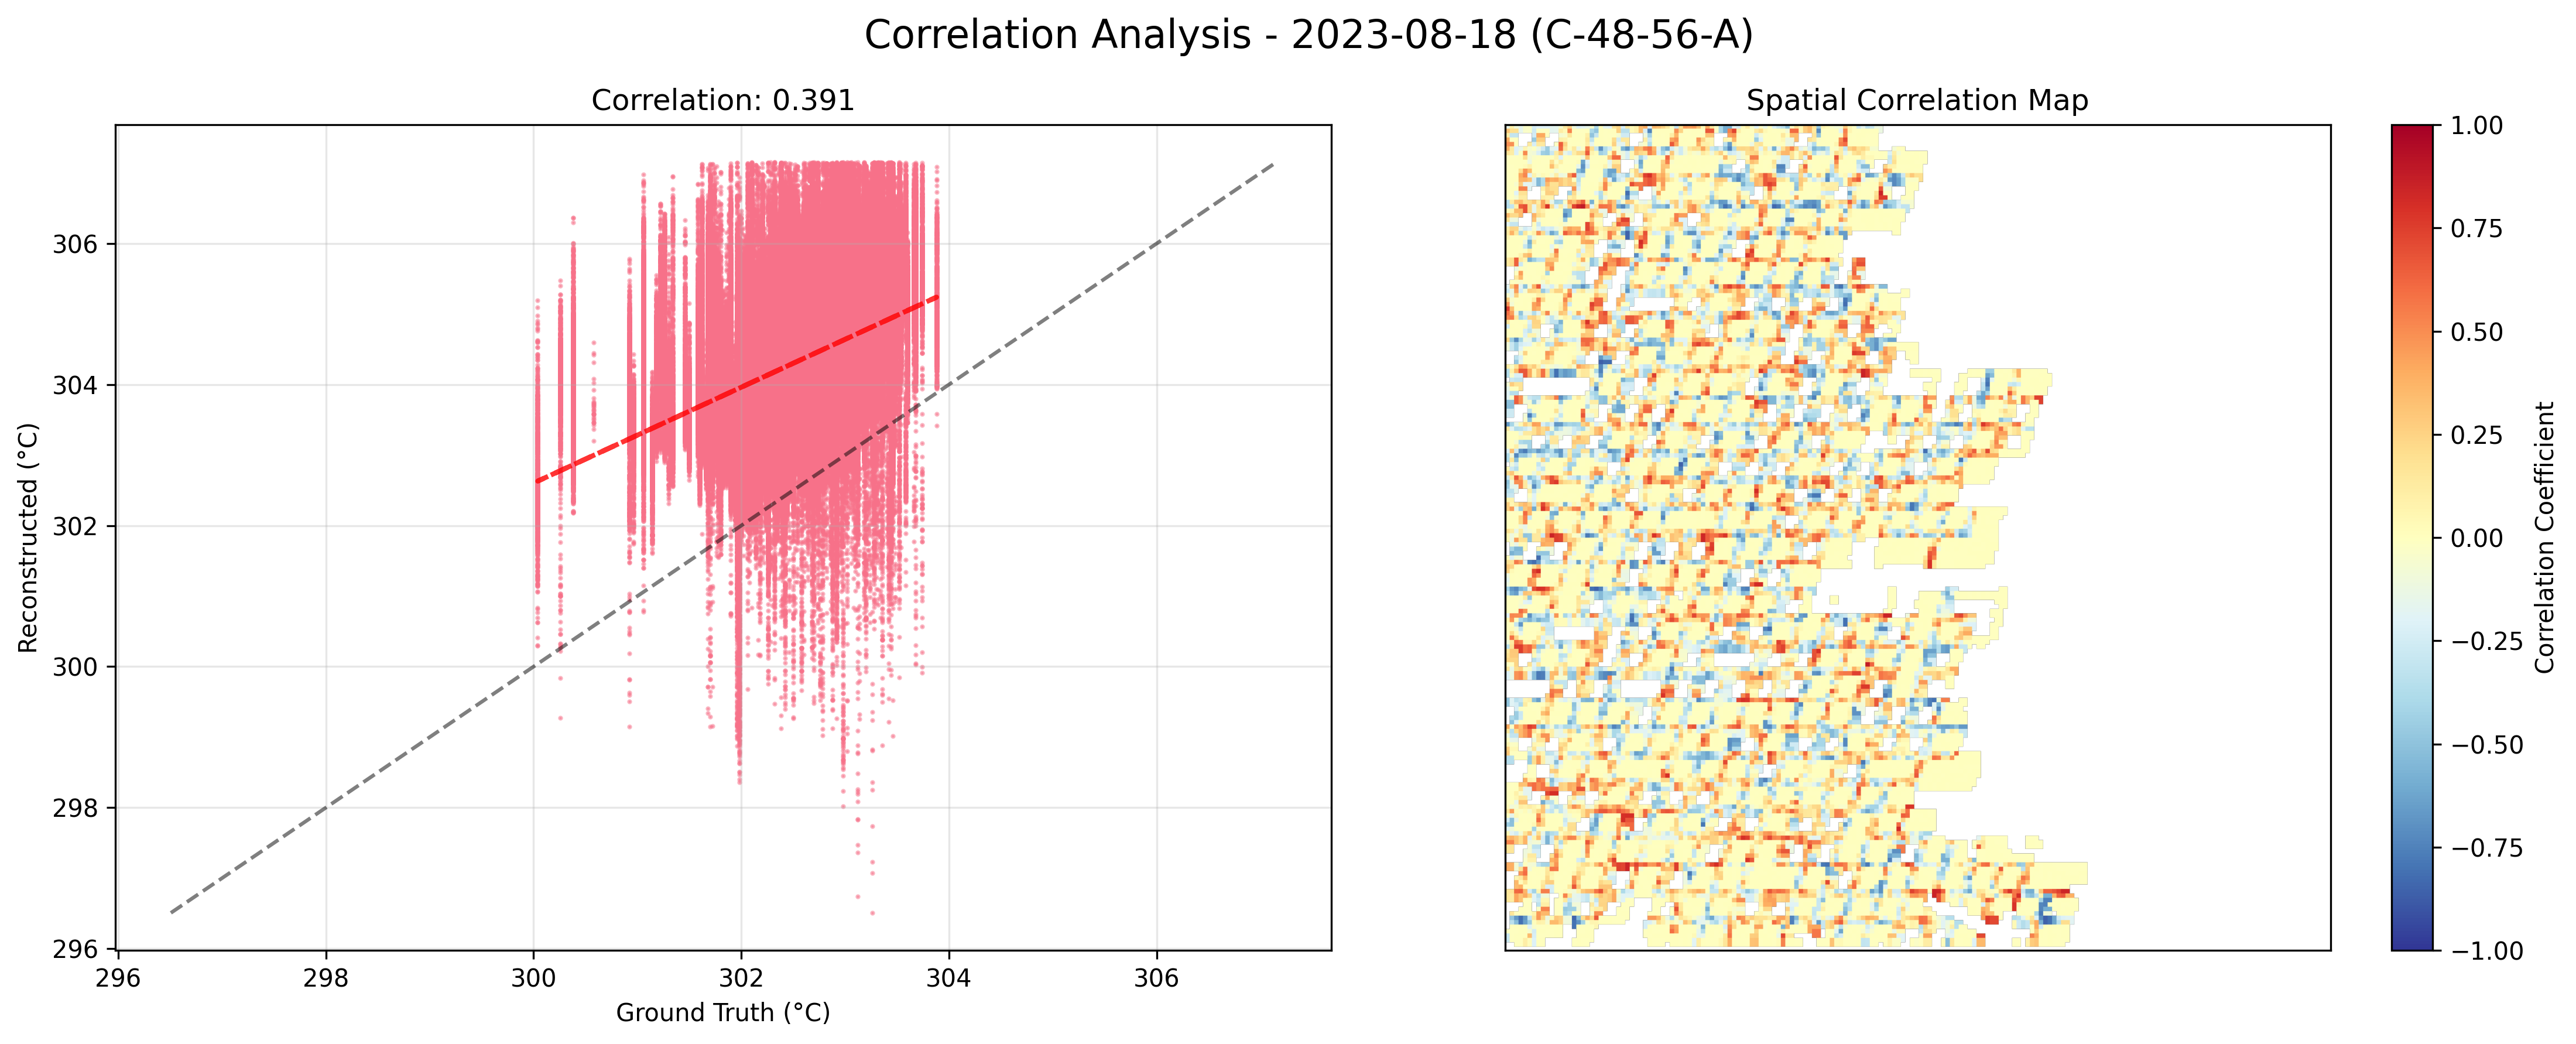 Correlation Analysis - 2023-08-18 (C-48-56-A)
Correlation: 0.391
Reconstructed (°C)
306
304
302
300
298
296
296 298 300 302 304 306
Ground Truth (°C)
Spatial Correlation Map
1.00
0.75
0.50
0.25
0.00
−0.25
−0.50
−0.75
−1.00
Correlation Coefficient